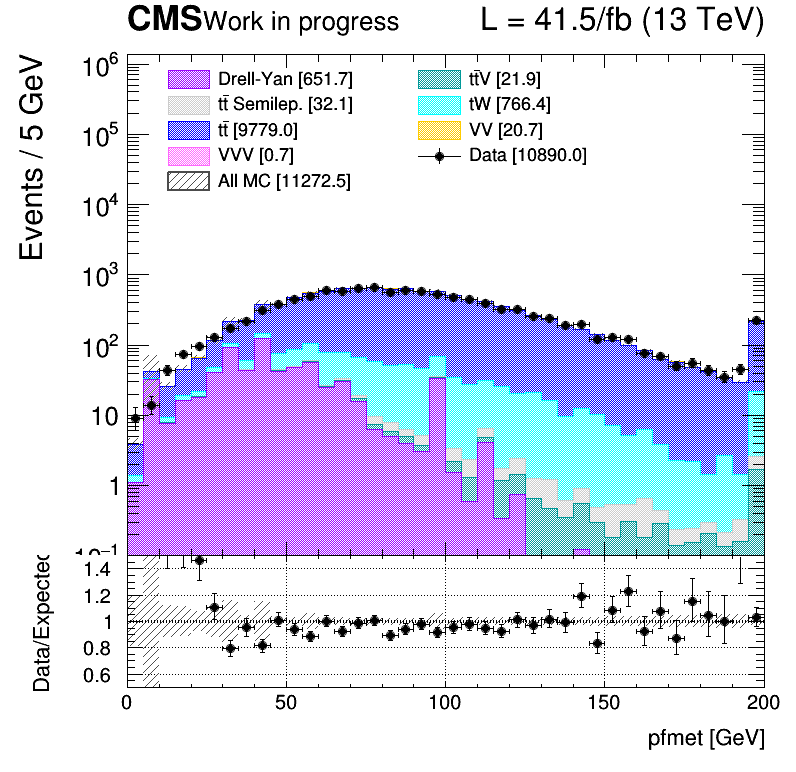 CMS Work in progress L = 41.5/fb (13 TeV)
Events / 5 GeV
10⁶
10⁵
10⁴
10³
10²
10
1
10⁻¹
Drell-Yan [651.7]
tt̄ Semilep. [32.1]
tt̄ [9779.0]
VVV [0.7]
All MC [11272.5]
tt̄V [21.9]
tW [766.4]
VV [20.7]
Data [10890.0]
Data/Expected
1.4
1.2
1
0.8
0.6
0 50 100 150 200
pfmet [GeV]